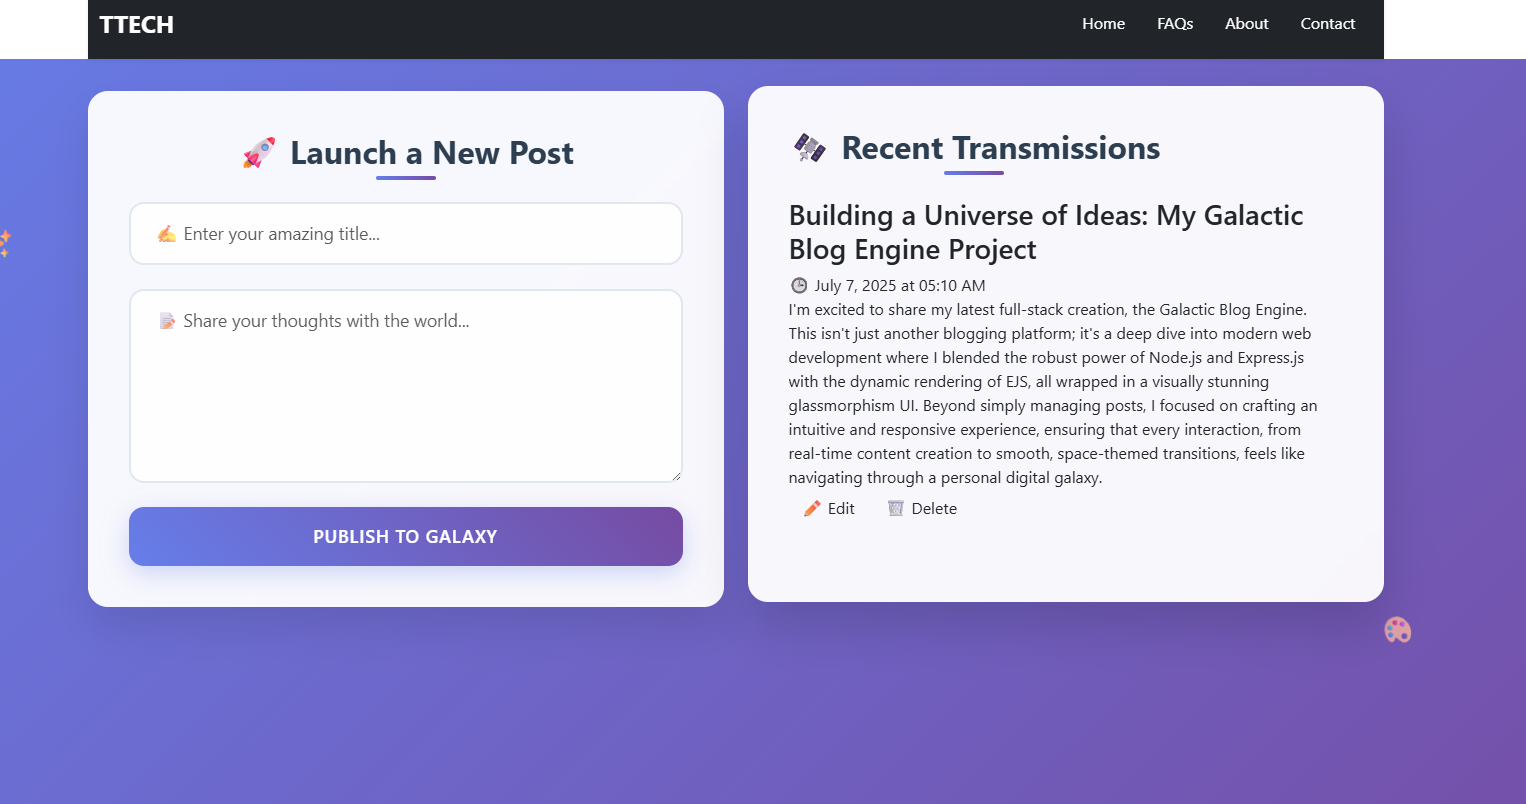 TTECH
Home FAQs About Contact
🚀 Launch a New Post
✍️ Enter your amazing title...
📝 Share your thoughts with the world...
PUBLISH TO GALAXY
🛰️ Recent Transmissions
Building a Universe of Ideas: My Galactic
Blog Engine Project
🕒 July 7, 2025 at 05:10 AM
I'm excited to share my latest full-stack creation, the Galactic Blog Engine.
This isn't just another blogging platform; it's a deep dive into modern web
development where I blended the robust power of Node.js and Express.js
with the dynamic rendering of EJS, all wrapped in a visually stunning
glassmorphism UI. Beyond simply managing posts, I focused on crafting an
intuitive and responsive experience, ensuring that every interaction, from
real-time content creation to smooth, space-themed transitions, feels like
navigating through a personal digital galaxy.
✏️ Edit 🗑️ Delete